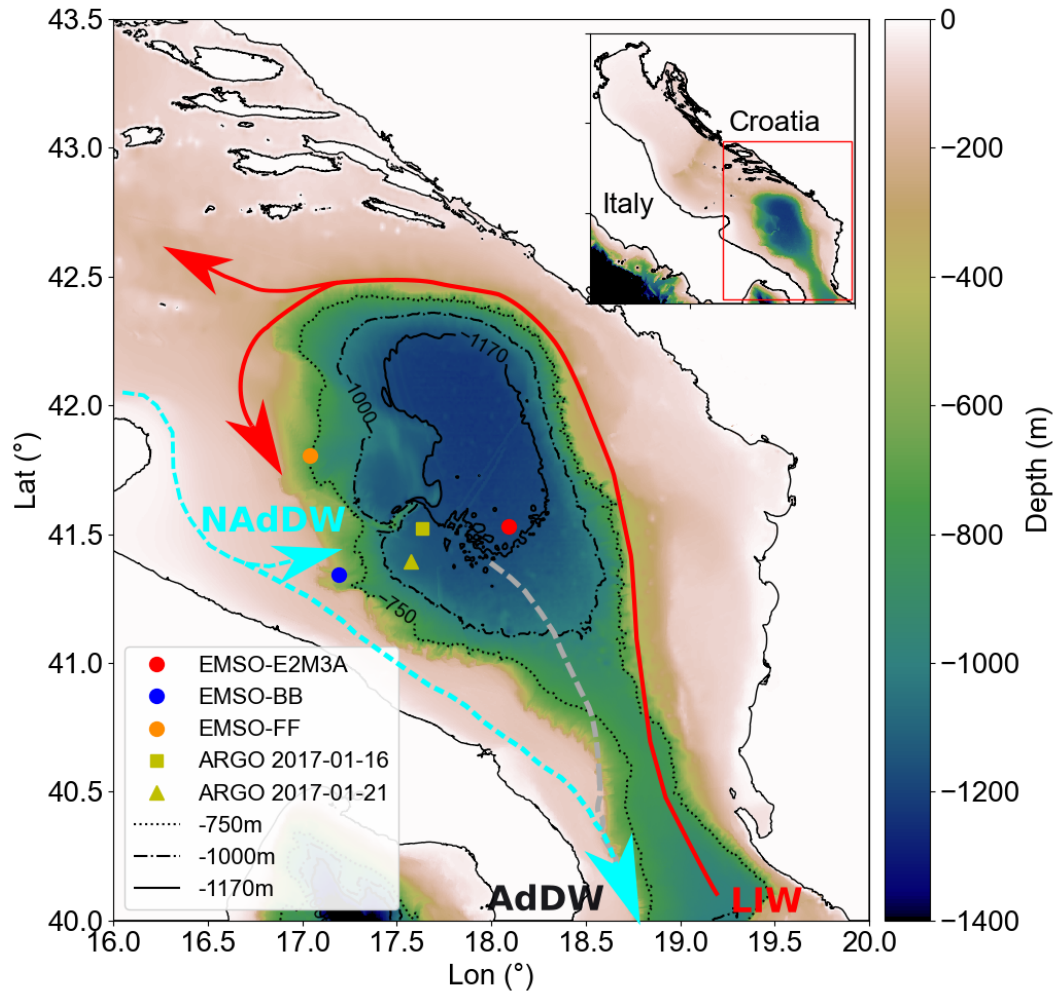 43.5
43.0
42.5
42.0
41.5
41.0
40.5
40.0
Lat (°)
16.0 16.5 17.0 17.5 18.0 18.5 19.0 19.5 20.0
Lon (°)
Croatia
Italy
-1170
-1000
-750
NAdDW
AdDW
LIW
EMSO-E2M3A
EMSO-BB
EMSO-FF
ARGO 2017-01-16
ARGO 2017-01-21
-750m
-1000m
-1170m
0
−200
−400
−600
−800
−1000
−1200
−1400
Depth (m)